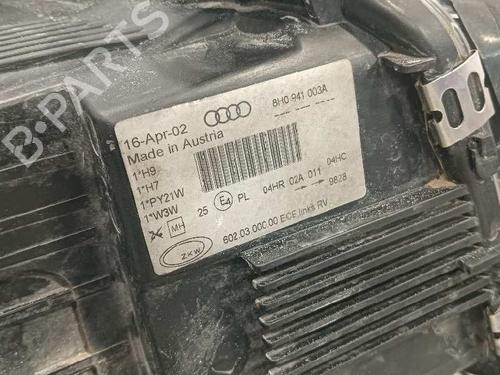 B-PARTS
16-Apr-02
8H0 941 003A
Made in Austria
1*H9
1*H7
1*PY21W
1*W3W
25 E4 PL 04HR 02A 011 04HC
9828
MH
602.03.000.00 ECE links RV
ZKW